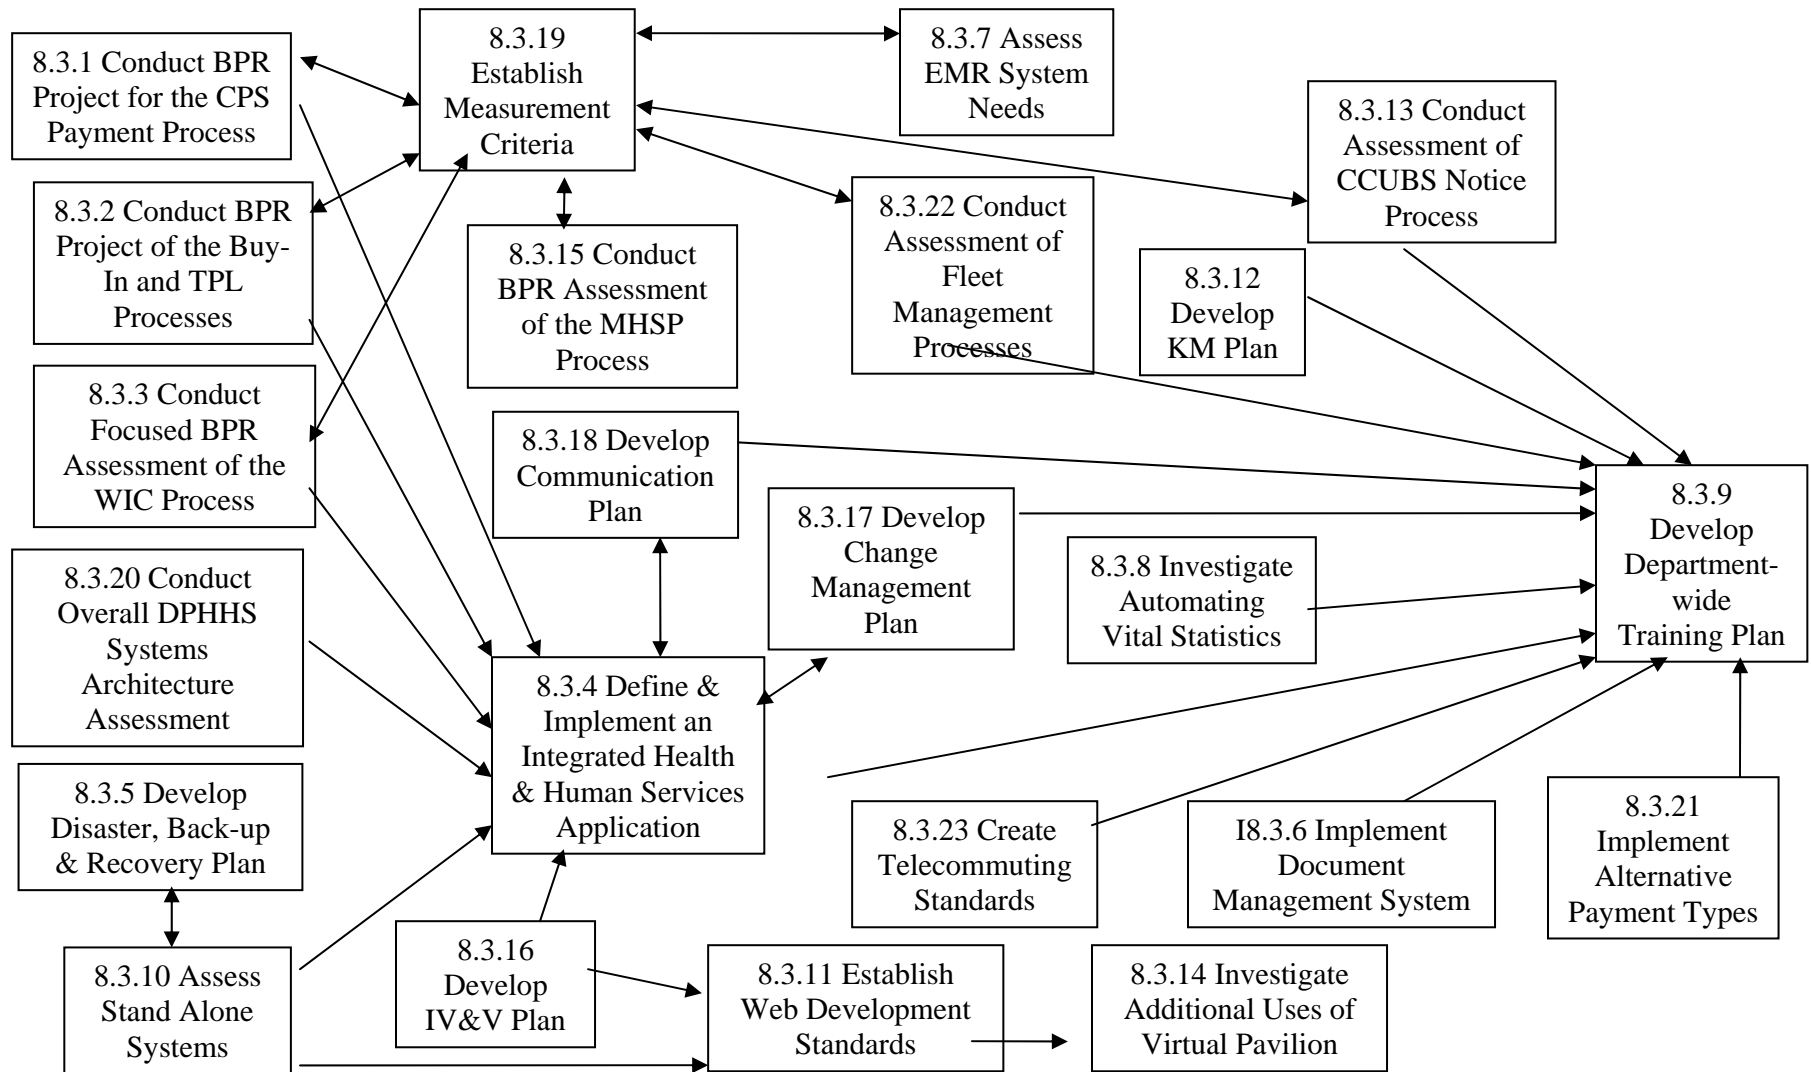 8.3.1 Conduct BPR
Project for the CPS
Payment Process
8.3.19
Establish
Measurement
Criteria
8.3.7 Assess
EMR System
Needs
8.3.13 Conduct
Assessment of
CCUBS Notice
Process
8.3.2 Conduct BPR
Project of the Buy-
In and TPL
Processes
8.3.15 Conduct
BPR Assessment
of the MHSP
Process
8.3.22 Conduct
Assessment of
Fleet
Management
Processes
8.3.12
Develop
KM Plan
8.3.3 Conduct
Focused BPR
Assessment of the
WIC Process
8.3.18 Develop
Communication
Plan
8.3.17 Develop
Change
Management
Plan
8.3.8 Investigate
Automating
Vital Statistics
8.3.9
Develop
Department-
wide
Training Plan
8.3.20 Conduct
Overall DPHHS
Systems
Architecture
Assessment
8.3.4 Define &
Implement an
Integrated Health
& Human Services
Application
8.3.5 Develop
Disaster, Back-up
& Recovery Plan
8.3.23 Create
Telecommuting
Standards
I8.3.6 Implement
Document
Management System
8.3.21
Implement
Alternative
Payment Types
8.3.10 Assess
Stand Alone
Systems
8.3.16
Develop
IV&V Plan
8.3.11 Establish
Web Development
Standards
8.3.14 Investigate
Additional Uses of
Virtual Pavilion